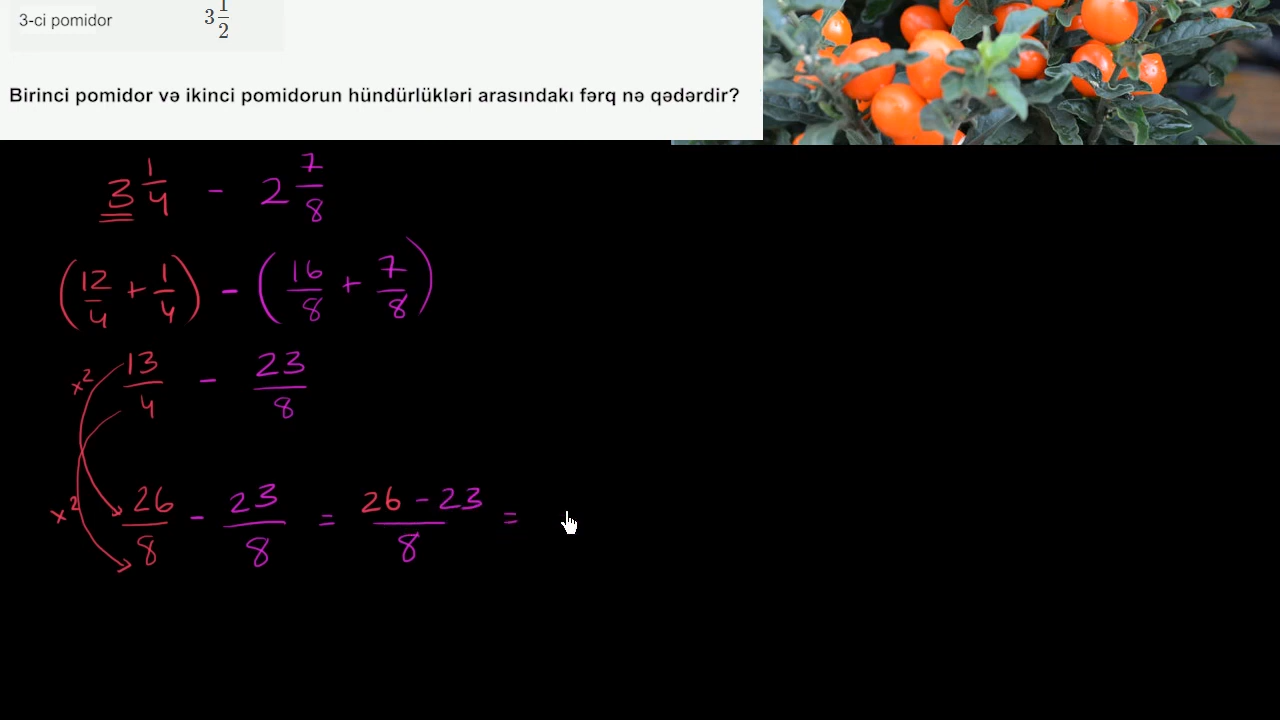 3-ci pomidor 3 1/2
Birinci pomidor və ikinci pomidorun hündürlükləri arasındakı fərq nə qədərdir?
3 1/4 - 2 7/8
(12/4 + 1/4) - (16/8 + 7/8)
x2 13/4 - 23/8
x2 26/8 - 23/8 = 26 - 23/8 =